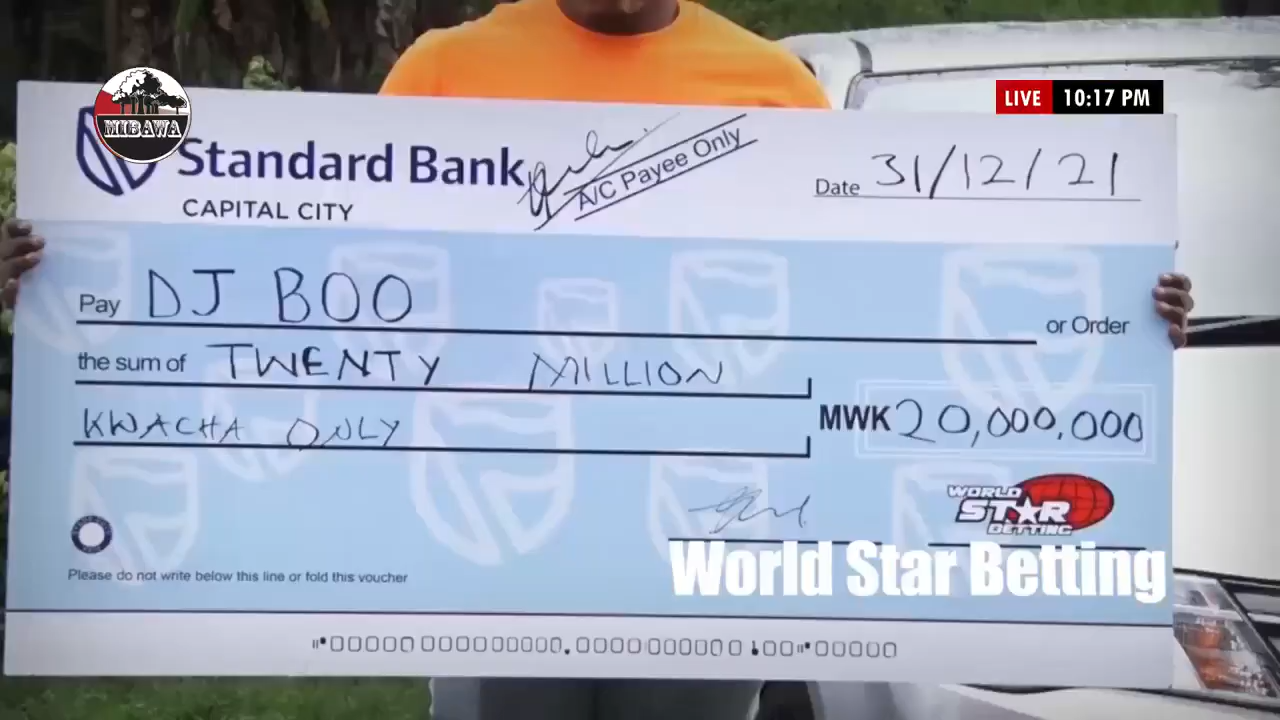 MIBAWA
LIVE 10:17 PM
Standard Bank
CAPITAL CITY
A/C Payee Only
Date 31/12/21
Pay DJ BOO or Order
the sum of TWENTY MILLION
KWACHA ONLY
MWK 20,000,000
WORLD
STAR
BETTING
World Star Betting
Please do not write below this line or fold this voucher